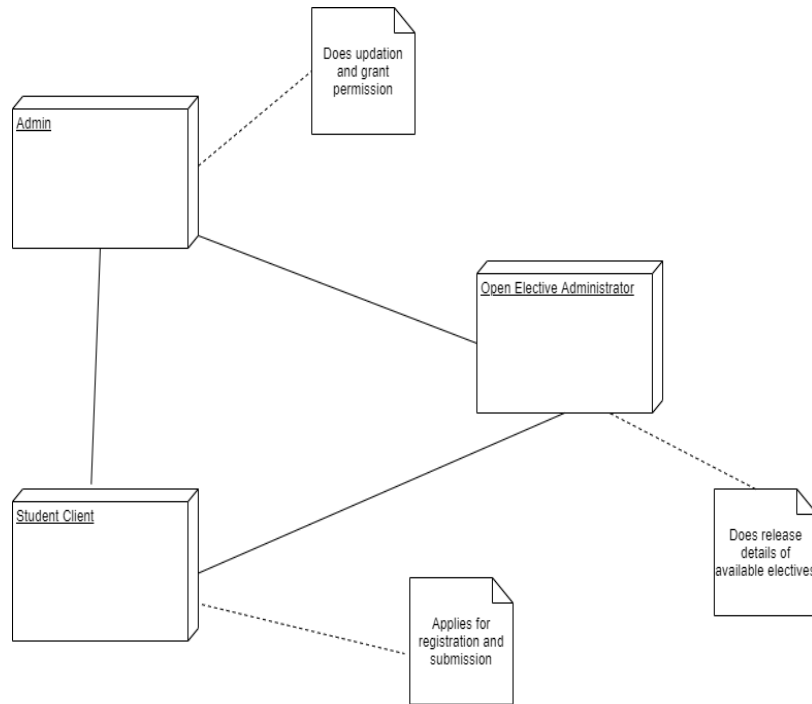 Does updation
and grant
permission
Admin
Open Elective Administrator
Student Client
Does release
details of
available electives
Applies for
registration and
submission